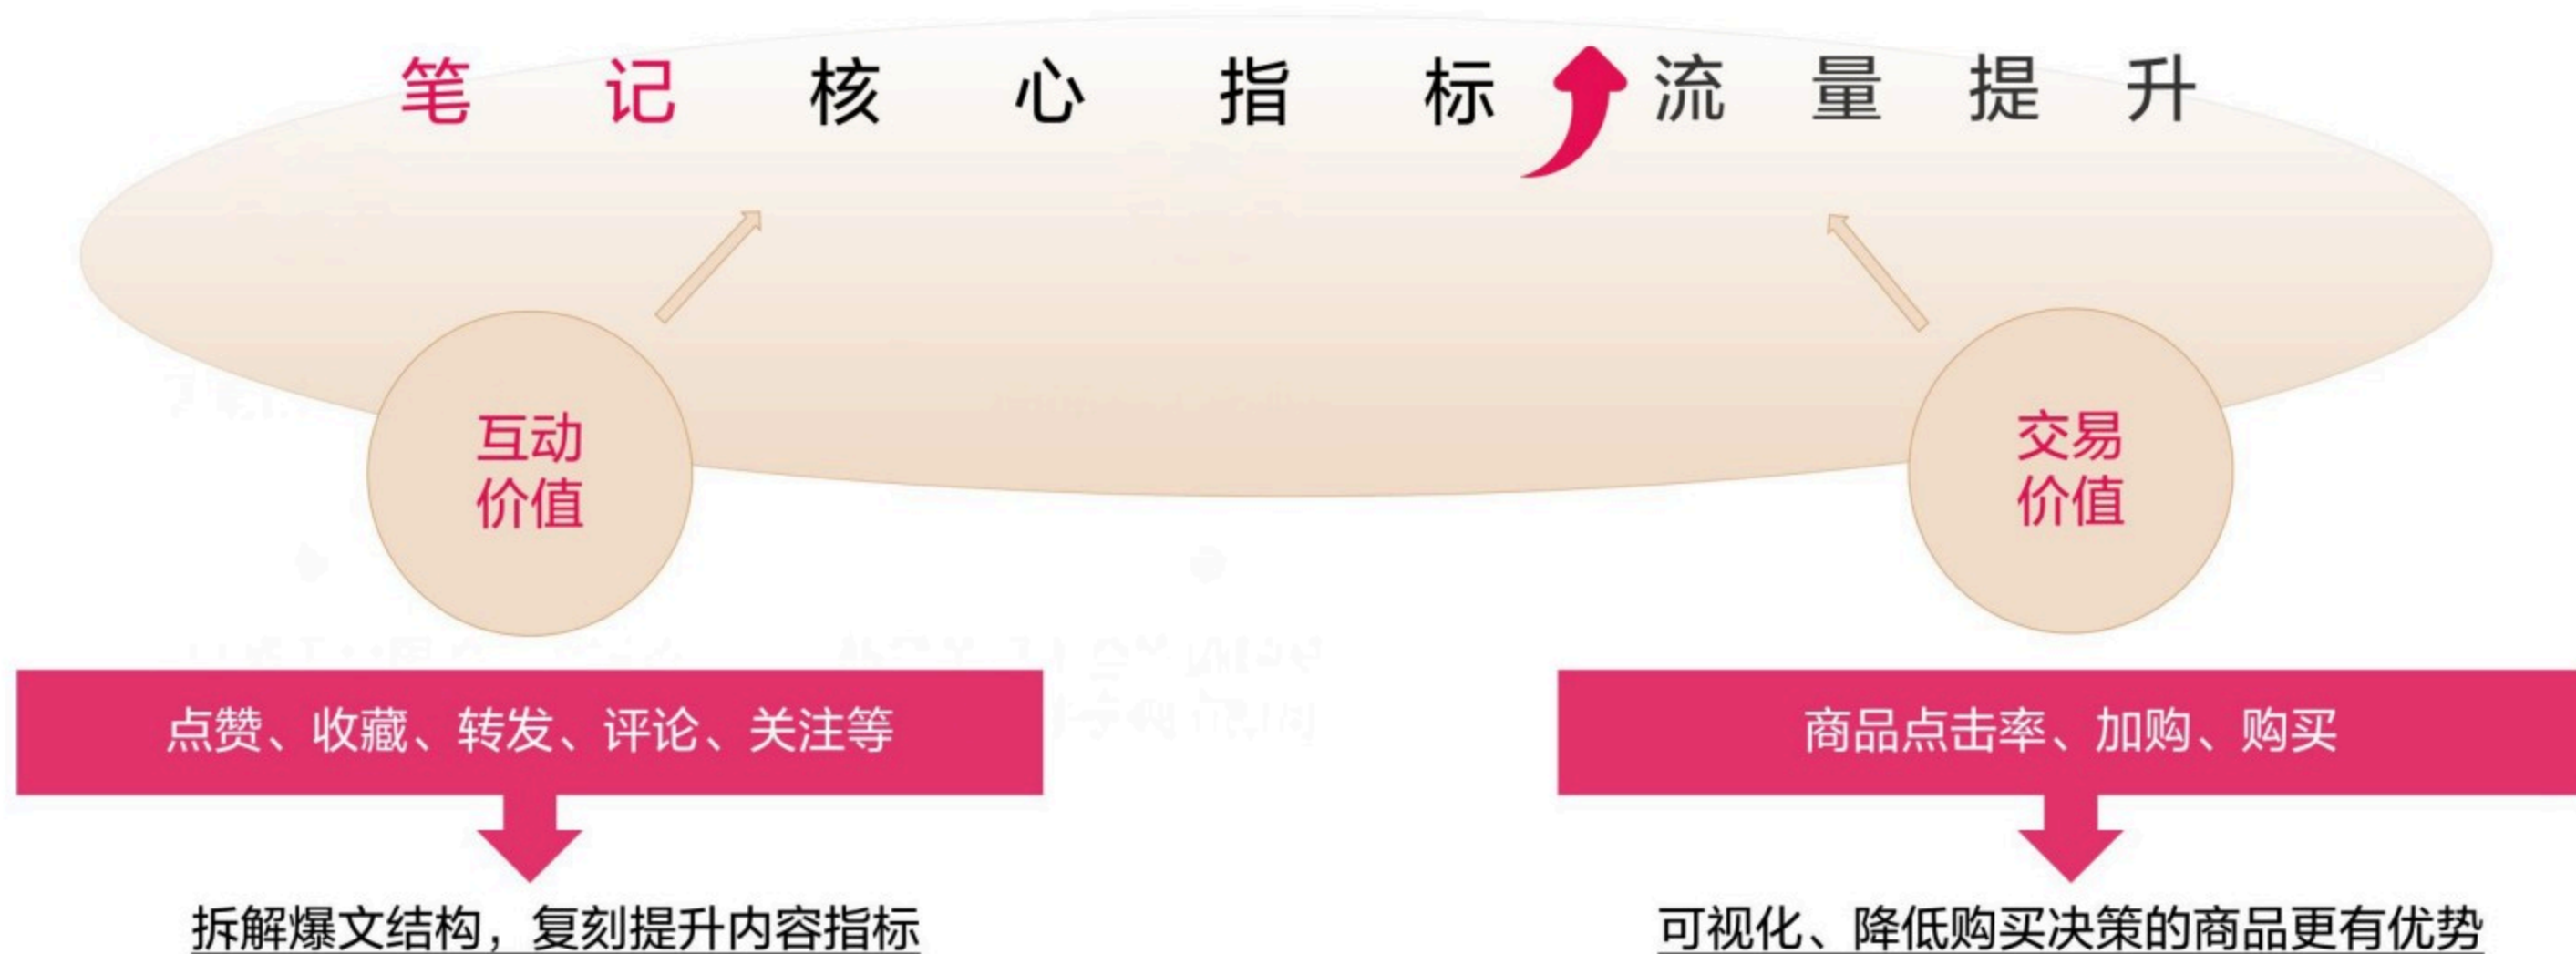 笔记核心指标 流量提升
互动
价值
交易
价值
点赞、收藏、转发、评论、关注等
商品点击率、加购、购买
拆解爆文结构，复刻提升内容指标
可视化、降低购买决策的商品更有优势